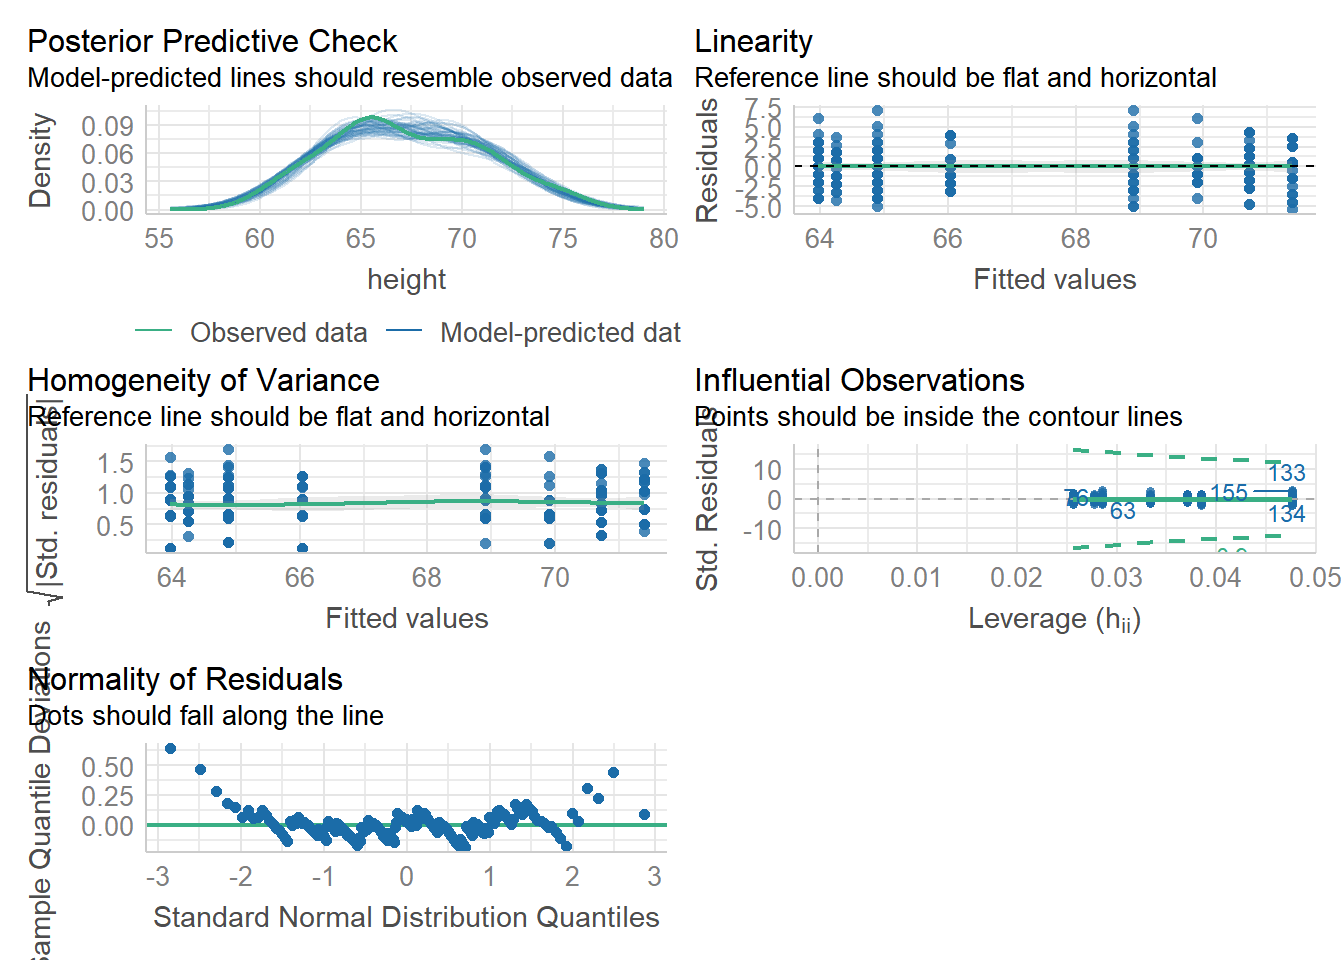 Posterior Predictive Check
Model-predicted lines should resemble observed data
Density
0.09
0.06
0.03
0.00
55 60 65 70 75 80
height
Observed data Model-predicted dat
Linearity
Reference line should be flat and horizontal
Residuals
7.5
5.0
2.5
0.0
-2.5
-5.0
64 66 68 70
Fitted values
Homogeneity of Variance
Reference line should be flat and horizontal
√|Std. residuals|
1.5
1.0
0.5
64 66 68 70
Fitted values
Influential Observations
Points should be inside the contour lines
Std. Residuals
10
0
-10
76
63
155
133
134
0.00 0.01 0.02 0.03 0.04 0.05
Leverage (hii)
Normality of Residuals
Dots should fall along the line
Sample Quantile Deviations
0.50
0.25
0.00
-3 -2 -1 0 1 2 3
Standard Normal Distribution Quantiles